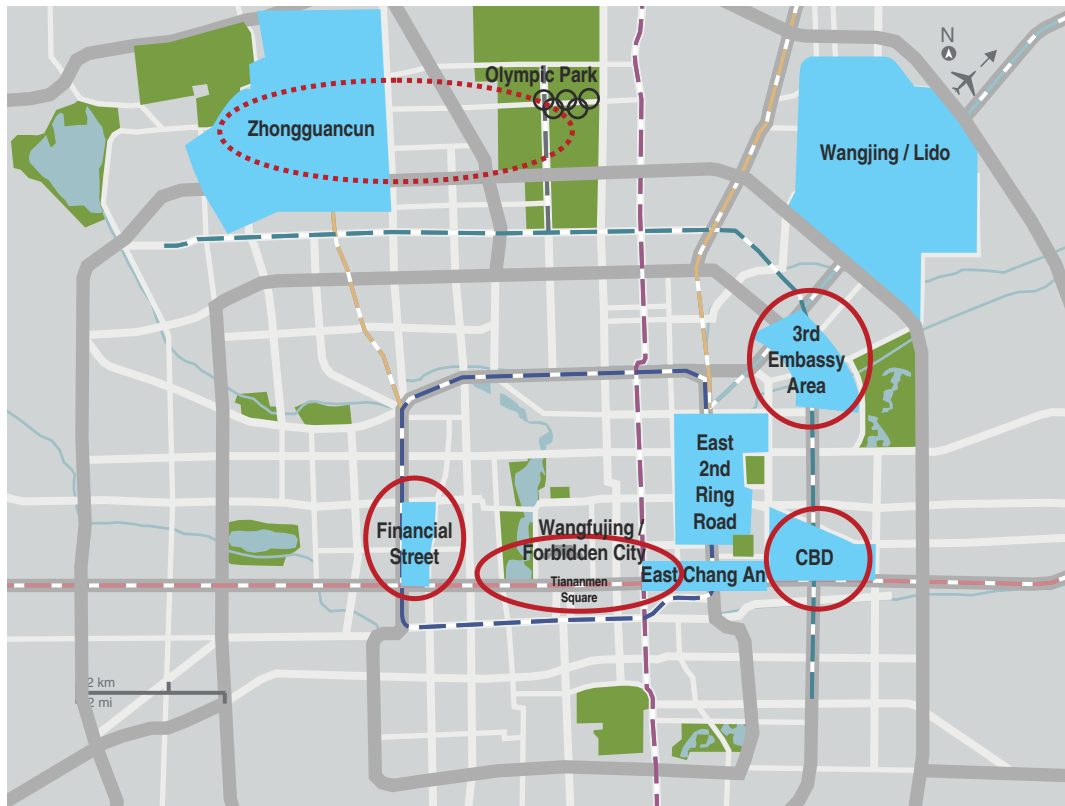 N
Olympic Park
Zhongguancun
Wangjing / Lido
3rd
Embassy
Area
East
2nd
Ring
Road
Financial
Street
Wangfujing /
Forbidden City
Tiananmen
Square
East Chang An
CBD
2 km
2 mi